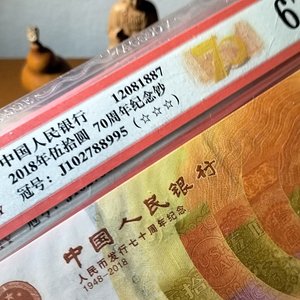 中国人民银行 12081887
2018年伍拾圆 70周年纪念钞
冠号: J102788995 (☆☆☆)
70
6
中国人民银行
人民币发行七十周年纪念
1948-2018